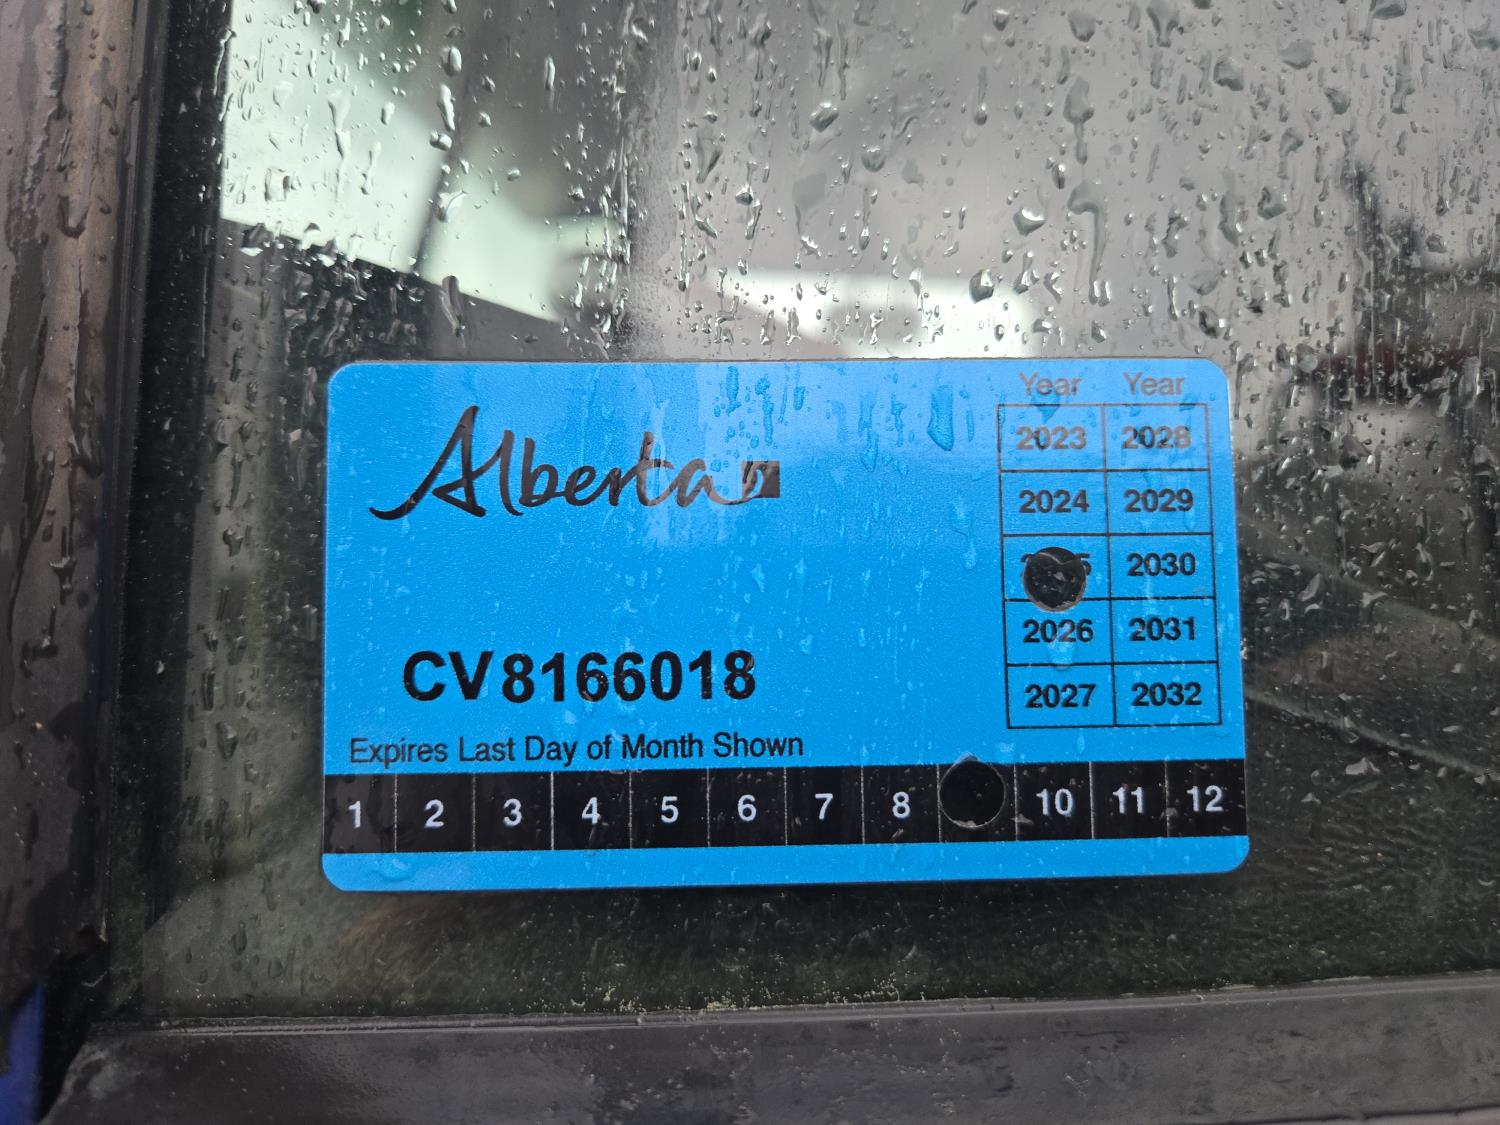 Year Year
Alberta
2023 2028
2024 2029
2030
2026 2031
CV8166018
2027 2032
Expires Last Day of Month Shown
1 2 3 4 5 6 7 8 10 11 12